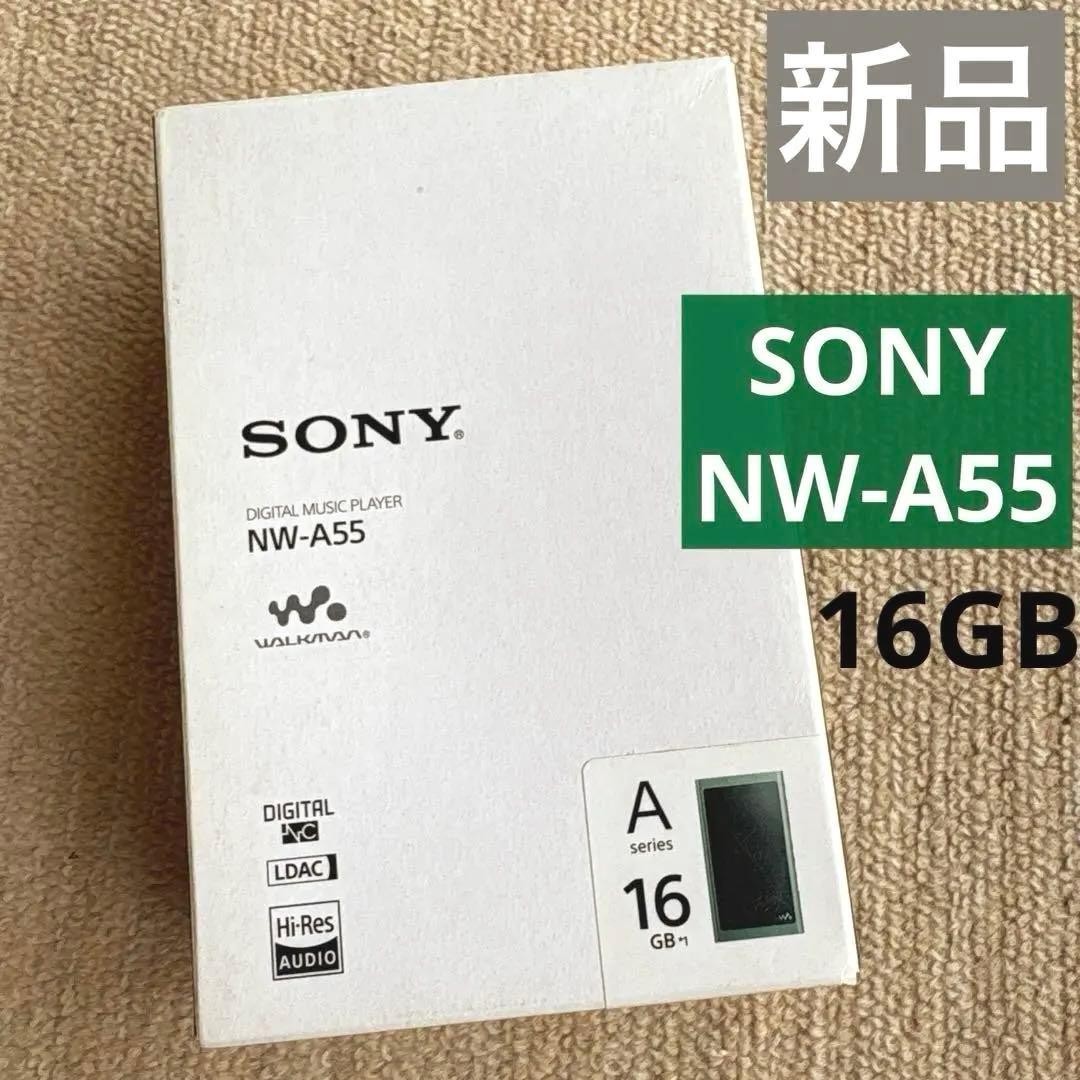 新品
SONY
NW-A55
16GB
SONY®
DIGITAL MUSIC PLAYER
NW-A55
WALKMAN®
DIGITAL
NC
LDAC
Hi-Res
AUDIO
A
series
16
GB *1